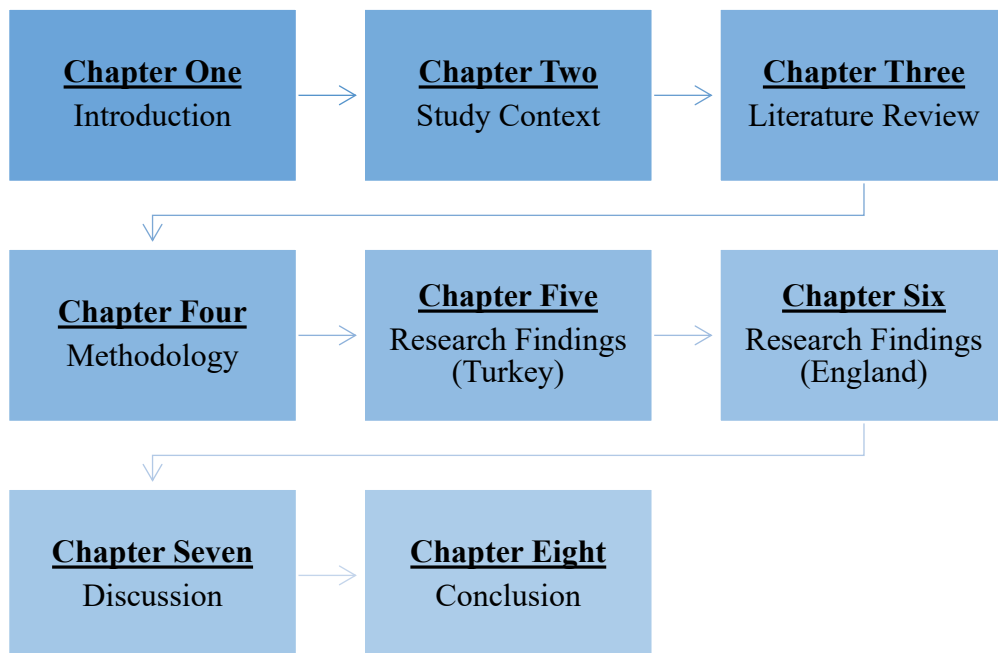 Chapter One
Introduction
Chapter Two
Study Context
Chapter Three
Literature Review
Chapter Four
Methodology
Chapter Five
Research Findings
(Turkey)
Chapter Six
Research Findings
(England)
Chapter Seven
Discussion
Chapter Eight
Conclusion